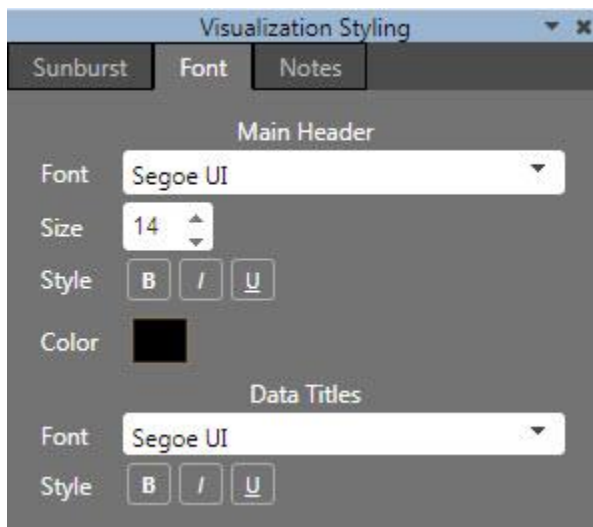 Visualization Styling
Sunburst Font Notes
Main Header
Font Segoe UI
Size 14
Style B I U
Color
Data Titles
Font Segoe UI
Style B I U